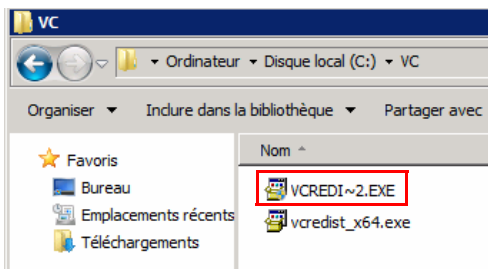 VC
Ordinateur Disque local (C:) VC
Organiser Inclure dans la bibliothèque Partager avec
Favoris
Bureau
Emplacements récents
Téléchargements
Nom
VCREDI~2.EXE
vcredist_x64.exe